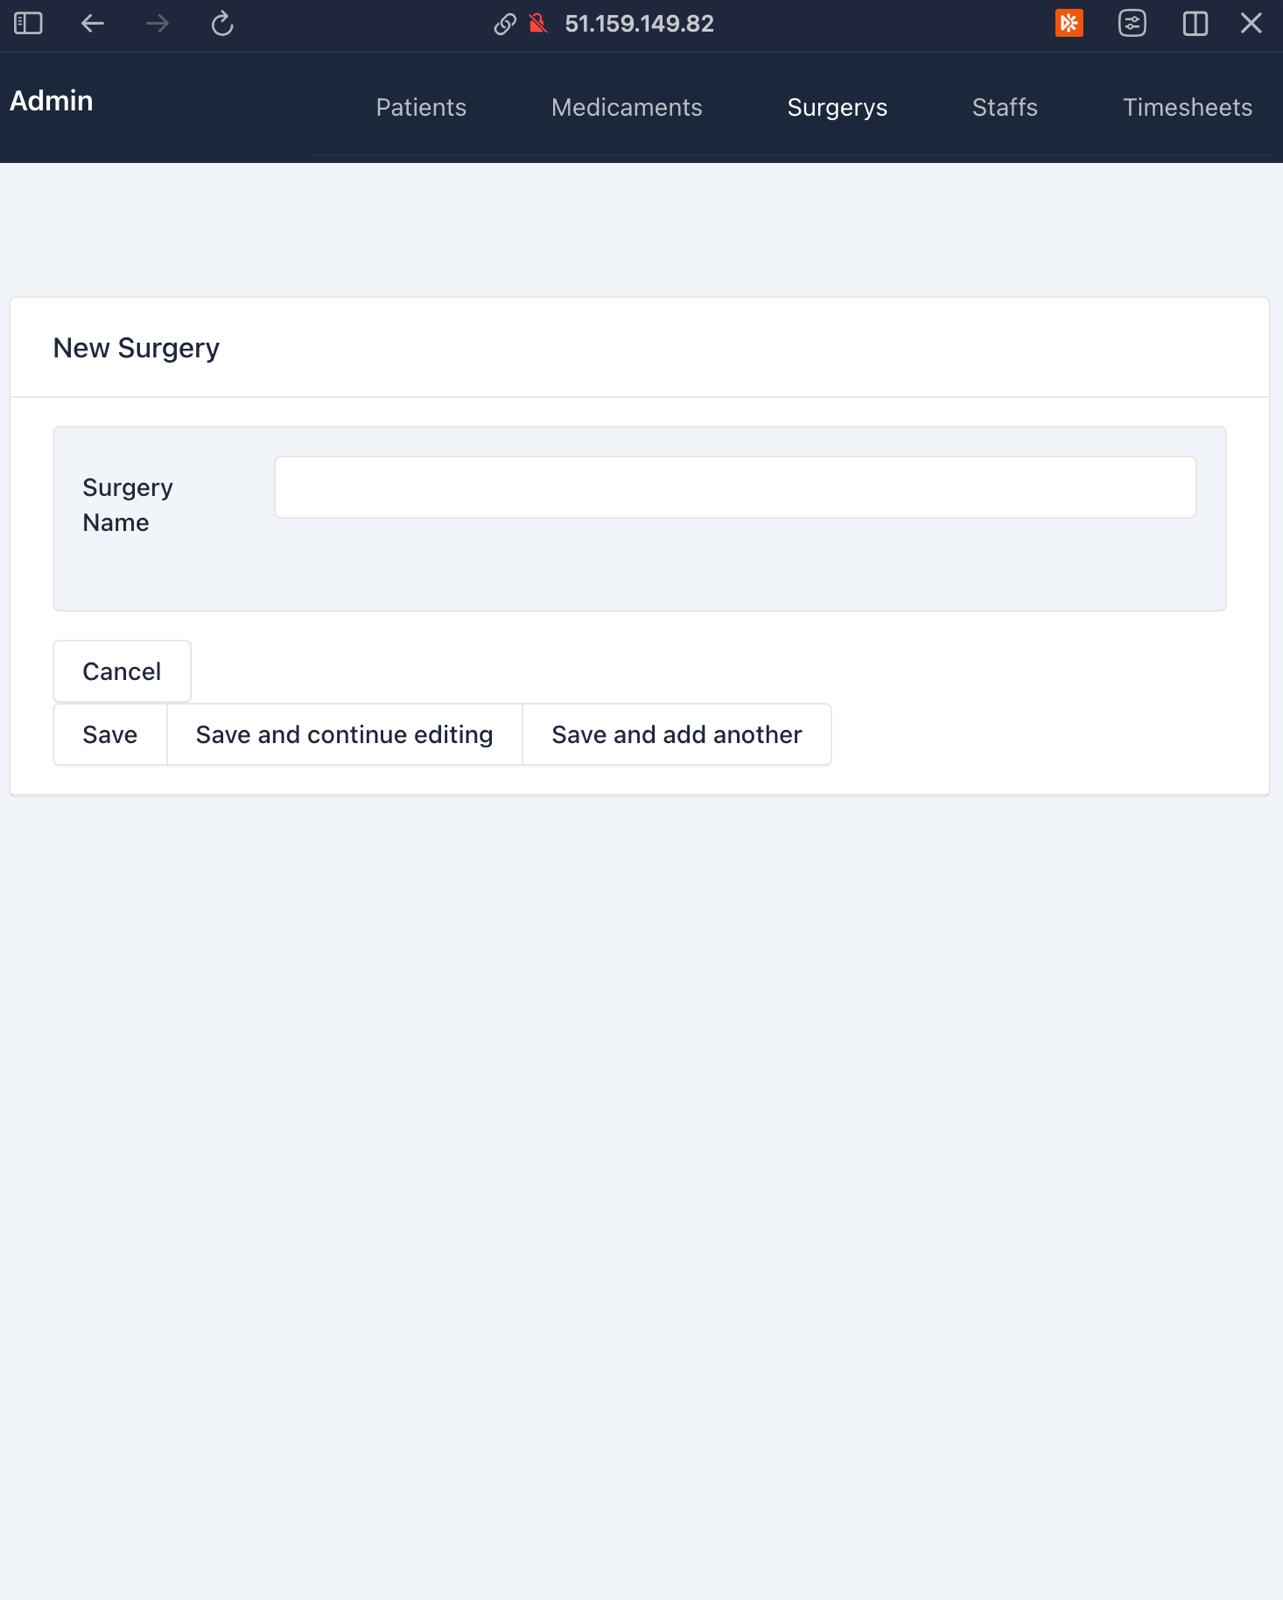 51.159.149.82
Admin
Patients
Medicaments
Surgerys
Staffs
Timesheets
New Surgery
Surgery
Name
Cancel
Save
Save and continue editing
Save and add another